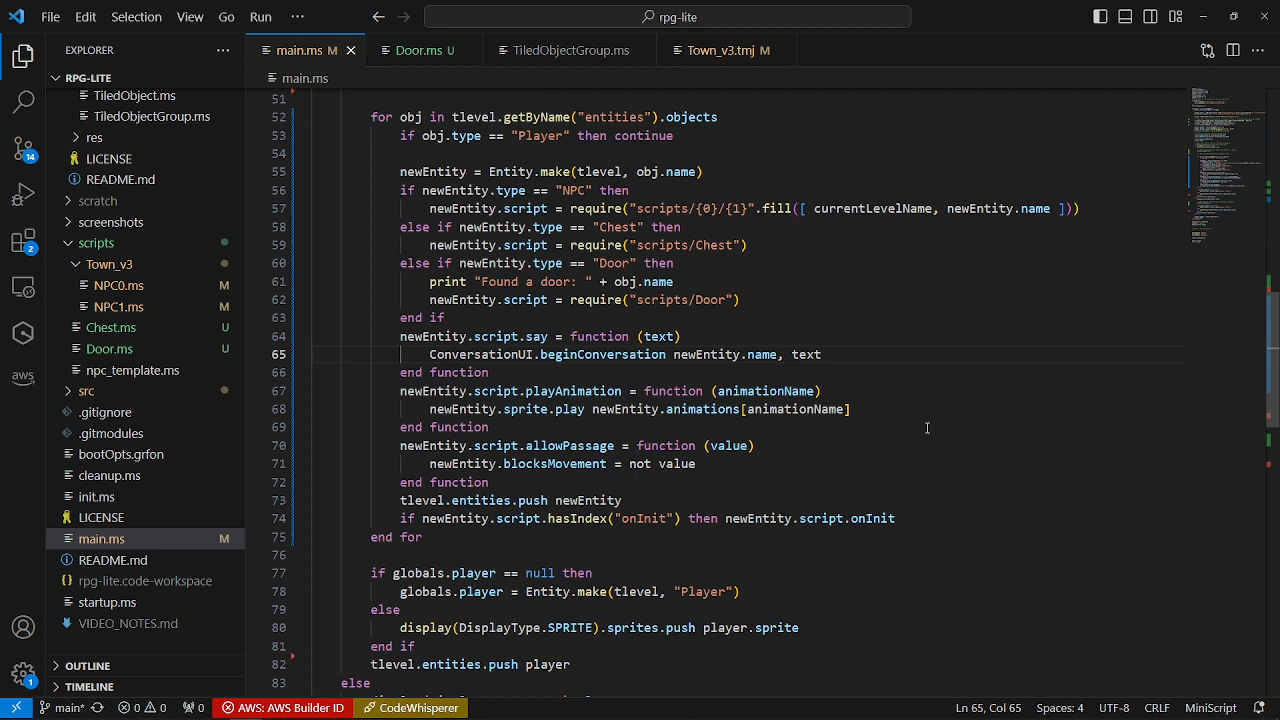 File Edit Selection View Go Run ··· rpg-lite
EXPLORER ···
main.ms M Door.ms U TiledObjectGroup.ms Town_v3.tmj M
main.ms
RPG-LITE
TiledObject.ms
TiledObjectGroup.ms
res
LICENSE
README.md
scratch
screenshots
scripts
Town_v3
NPC0.ms M
NPC1.ms M
Chest.ms U
Door.ms U
npc_template.ms
src
.gitignore
.gitmodules
bootOpts.grfon
cleanup.ms
init.ms
LICENSE
main.ms M
README.md
rpg-lite.code-workspace
startup.ms
VIDEO_NOTES.md
OUTLINE
TIMELINE
14
2
aws
1
51
52 for obj in tlevel.getByName("entities").objects
53 if obj.type == "Player" then continue
54
55 newEntity = Entity.make(tlevel, obj.name)
56 if newEntity.type == "NPC" then
57 newEntity.script = require("scripts/{0}/{1}".fill([ currentLevelName, newEntity.name ]))
58 else if newEntity.type == "Chest" then
59 newEntity.script = require("scripts/Chest")
60 else if newEntity.type == "Door" then
61 print "Found a door: " + obj.name
62 newEntity.script = require("scripts/Door")
63 end if
64 newEntity.script.say = function (text)
65 ConversationUI.beginConversation newEntity.name, text
66 end function
67 newEntity.script.playAnimation = function (animationName)
68 newEntity.sprite.play newEntity.animations[animationName]
69 end function
70 newEntity.script.allowPassage = function (value)
71 newEntity.blocksMovement = not value
72 end function
73 tlevel.entities.push newEntity
74 if newEntity.script.hasIndex("onInit") then newEntity.script.onInit
75 end for
76
77 if globals.player == null then
78 globals.player = Entity.make(tlevel, "Player")
79 else
80 display(DisplayType.SPRITE).sprites.push player.sprite
81 end if
82 tlevel.entities.push player
83 else
main* 0 0 0 AWS: AWS Builder ID CodeWhisperer Ln 65, Col 65 Spaces: 4 UTF-8 CRLF MiniScript